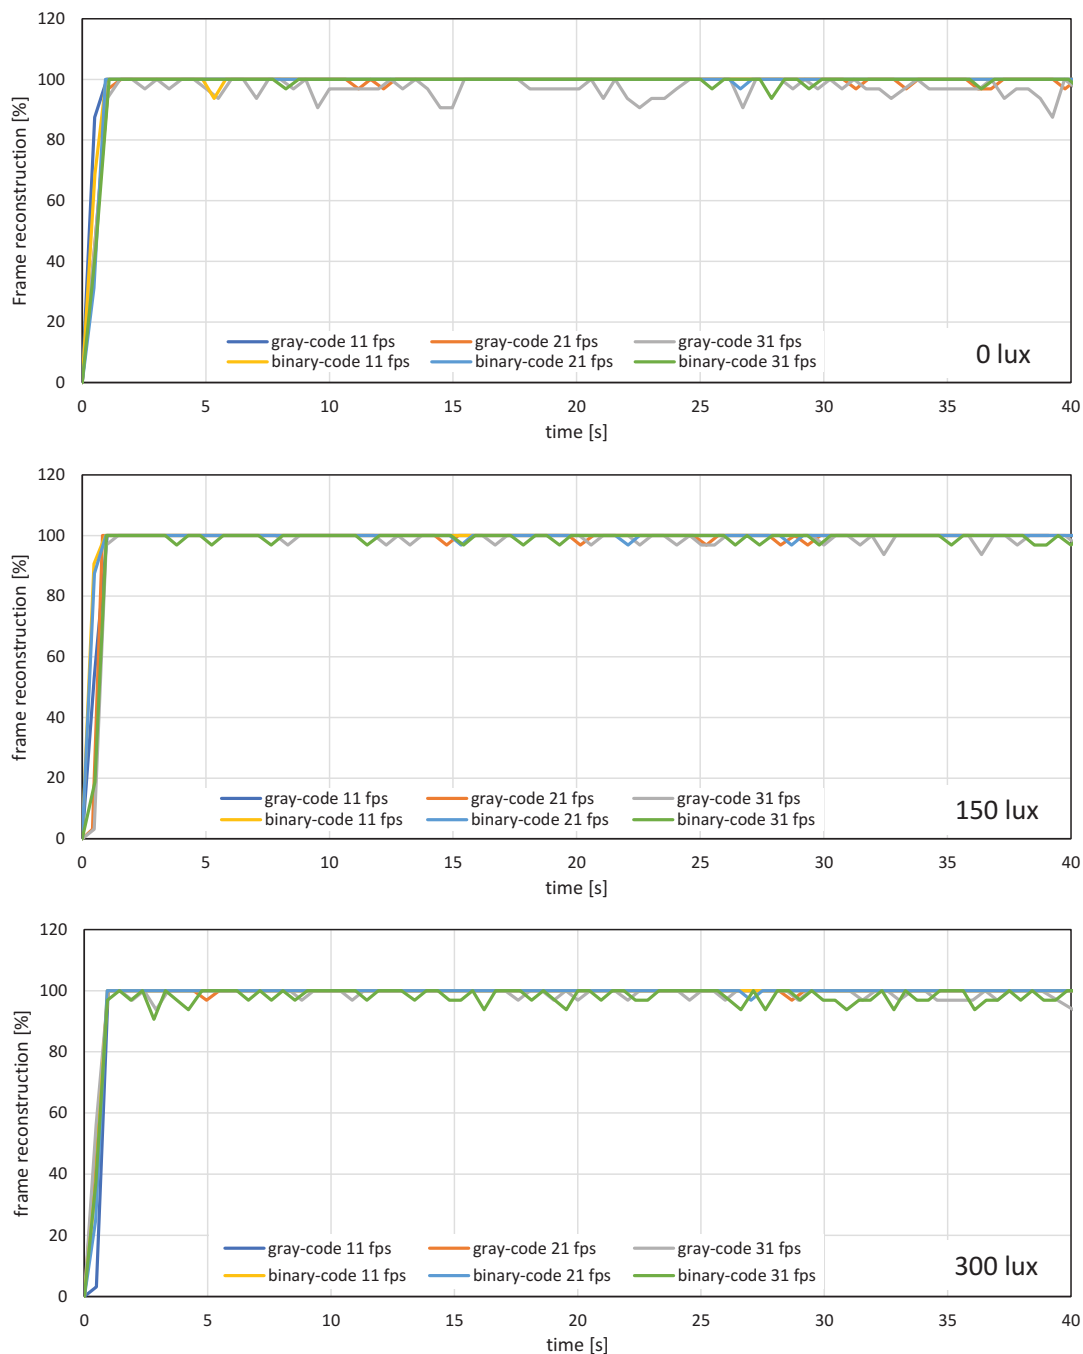 120
100
80
60
40
20
0
Frame reconstruction [%]
gray-code 11 fps gray-code 21 fps gray-code 31 fps
binary-code 11 fps binary-code 21 fps binary-code 31 fps
0 lux
0 5 10 15 20 25 30 35 40
time [s]
120
100
80
60
40
20
0
frame reconstruction [%]
gray-code 11 fps gray-code 21 fps gray-code 31 fps
binary-code 11 fps binary-code 21 fps binary-code 31 fps
150 lux
0 5 10 15 20 25 30 35 40
time [s]
120
100
80
60
40
20
0
frame reconstruction [%]
gray-code 11 fps gray-code 21 fps gray-code 31 fps
binary-code 11 fps binary-code 21 fps binary-code 31 fps
300 lux
0 5 10 15 20 25 30 35 40
time [s]